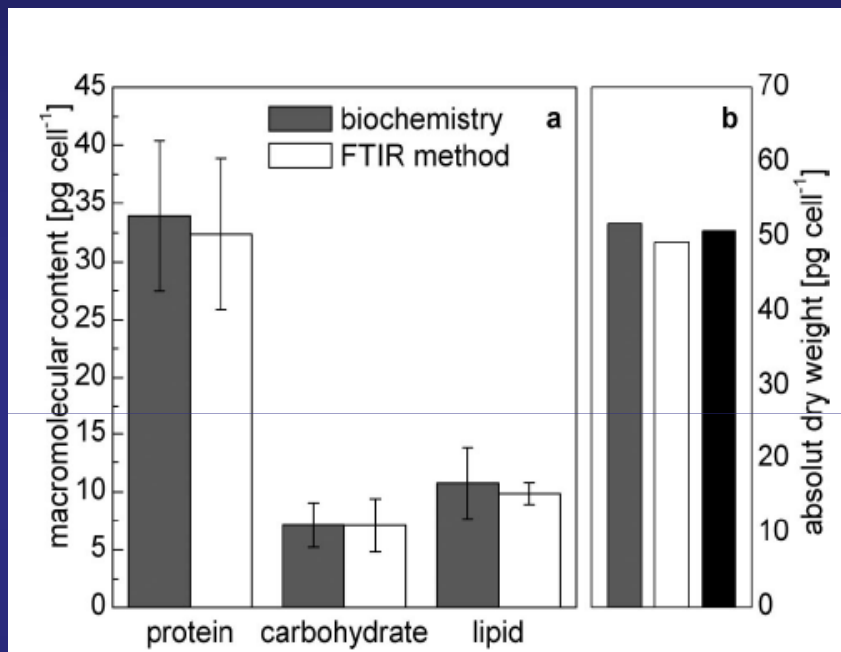 macromolecular content [pg cell⁻¹]
45
40
35
30
25
20
15
10
5
0
biochemistry
FTIR method
a
protein carbohydrate lipid
b
70
60
50
40
30
20
10
0
absolut dry weight [pg cell⁻¹]